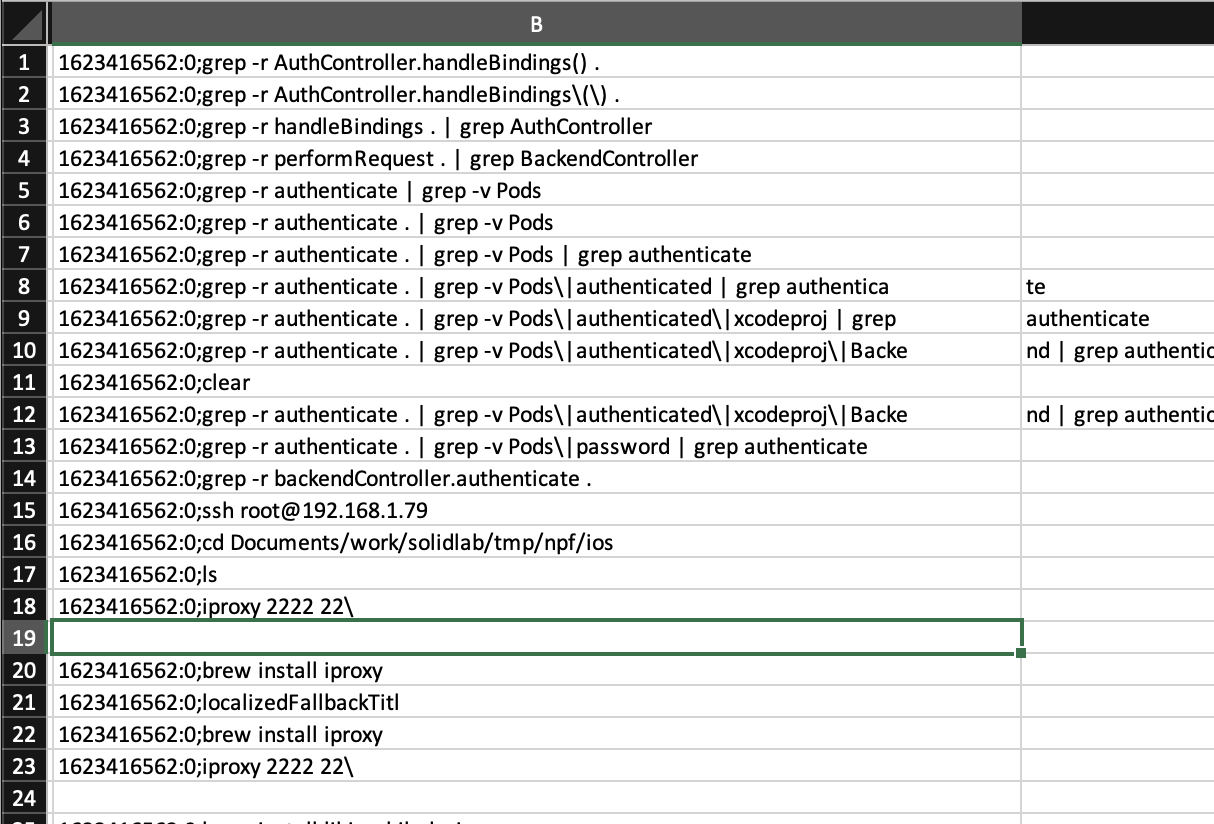 B
1 1623416562:0;grep -r AuthController.handleBindings() .
2 1623416562:0;grep -r AuthController.handleBindings\(\) .
3 1623416562:0;grep -r handleBindings . | grep AuthController
4 1623416562:0;grep -r performRequest . | grep BackendController
5 1623416562:0;grep -r authenticate | grep -v Pods
6 1623416562:0;grep -r authenticate . | grep -v Pods
7 1623416562:0;grep -r authenticate . | grep -v Pods | grep authenticate
8 1623416562:0;grep -r authenticate . | grep -v Pods\|authenticated | grep authentica te
9 1623416562:0;grep -r authenticate . | grep -v Pods\|authenticated\|xcodeproj | grep authenticate
10 1623416562:0;grep -r authenticate . | grep -v Pods\|authenticated\|xcodeproj\|Backe nd | grep authentic
11 1623416562:0;clear
12 1623416562:0;grep -r authenticate . | grep -v Pods\|authenticated\|xcodeproj\|Backe nd | grep authentic
13 1623416562:0;grep -r authenticate . | grep -v Pods\|password | grep authenticate
14 1623416562:0;grep -r backendController.authenticate .
15 1623416562:0;ssh root@192.168.1.79
16 1623416562:0;cd Documents/work/solidlab/tmp/npf/ios
17 1623416562:0;ls
18 1623416562:0;iproxy 2222 22\
19
20 1623416562:0;brew install iproxy
21 1623416562:0;localizedFallbackTitl
22 1623416562:0;brew install iproxy
23 1623416562:0;iproxy 2222 22\
24